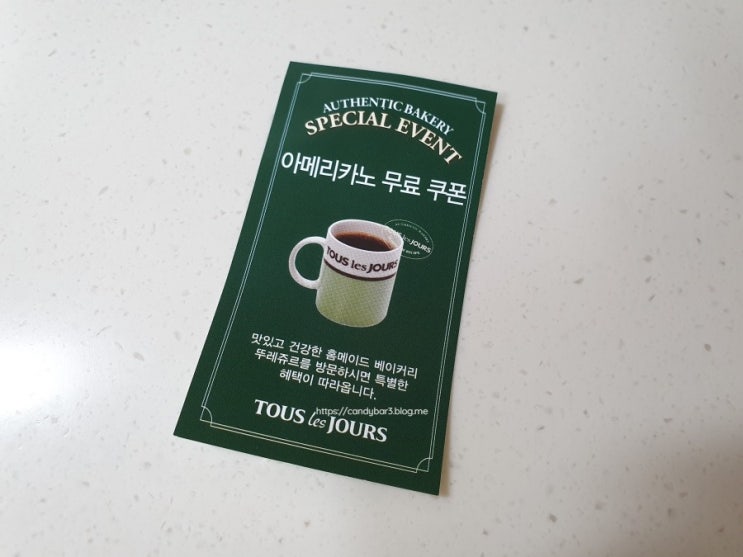 AUTHENTIC BAKERY
SPECIAL EVENT
아메리카노 무료 쿠폰
TOUS les JOURS
맛있고 건강한 홈메이드 베이커리
뚜레쥬르를 방문하시면 특별한
혜택이 따라옵니다.
https://candybar3.blog.me
TOUS les JOURS